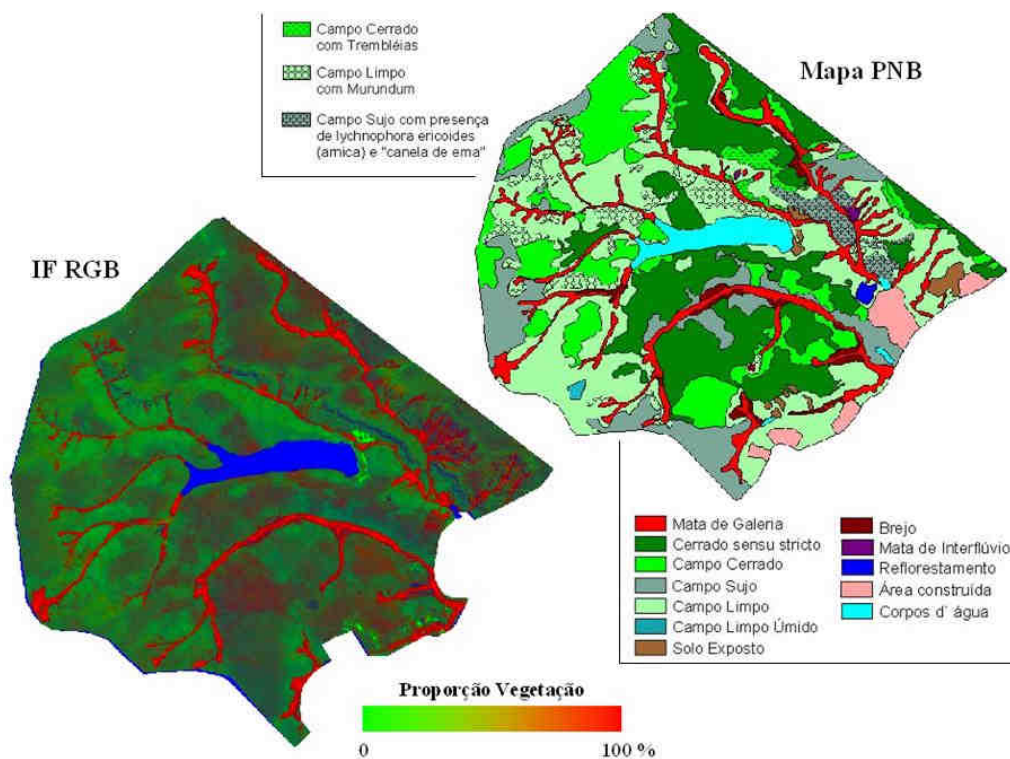 Campo Cerrado
com Trembléias
Campo Limpo
com Murundum
Campo Sujo com presença
de lychnophora ericoides
(arnica) e "canela de ema"
Mapa PNB
IF RGB
Mata de Galeria
Cerrado sensu stricto
Campo Cerrado
Campo Sujo
Campo Limpo
Campo Limpo Úmido
Solo Exposto
Brejo
Mata de Interflúvio
Reflorestamento
Área construída
Corpos d' água
Proporção Vegetação
0
100 %